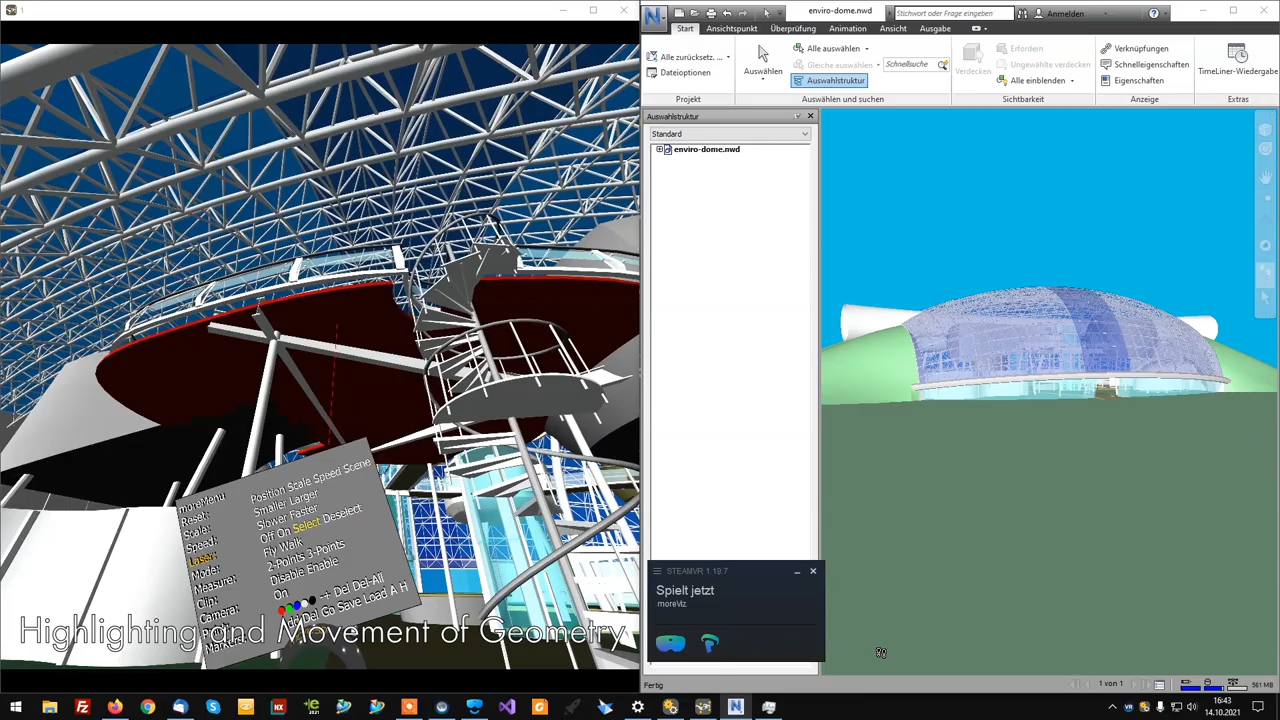 1
enviro-dome.nwd
Stichwort oder Frage eingeben
Anmelden
Start
Ansichtspunkt
Überprüfung
Animation
Ansicht
Ausgabe
Alle zurücksetz. ...
Dateioptionen
Projekt
Auswählen
Alle auswählen
Gleiche auswählen
Schnellsuche
Auswahlstruktur
Auswählen und suchen
Verdecken
Erfordern
Ungewählte verdecken
Alle einblenden
Sichtbarkeit
Verknüpfungen
Schnelleigenschaften
Eigenschaften
Anzeige
TimeLiner-Wiedergabe
Extras
Auswahlstruktur
Standard
enviro-dome.nwd
moreMenu
Reset: Position Scale Speed Scene
Scale: Smaller Larger
Speed: Slower Faster
Laser: Off On Select Deselect
Mode: Fly Walk
Measure: 2-Points 3-Points
Clip: Disable Enable
Camera: On
-+ Del Del-All
Go Save Load A H
Highlighting and Movement of Geometry
STEAMVR 1.19.7
Spielt jetzt
moreViz
Fertig
1 von 1
561 MB
16:43
14.10.2021